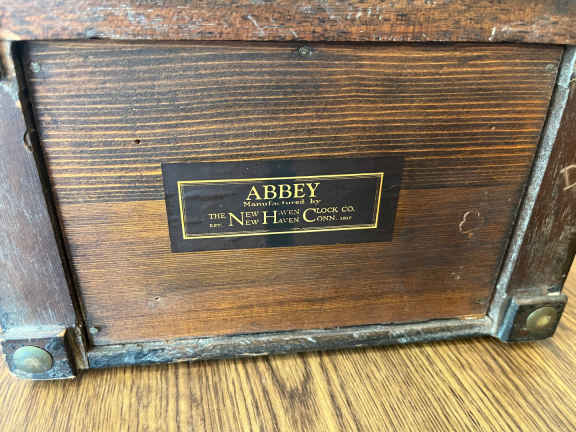 ABBEY
Manufactured by
THE NEW HAVEN CLOCK CO.
EST. NEW HAVEN CONN. 1817